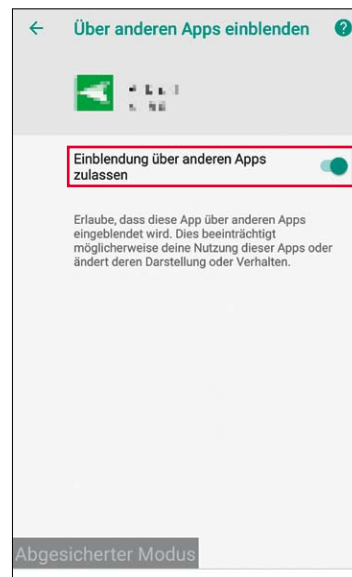 Über anderen Apps einblenden ?
Einblendung über anderen Apps
zulassen
Erlaube, dass diese App über anderen Apps
eingeblendet wird. Dies beeinträchtigt
möglicherweise deine Nutzung dieser Apps oder
ändert deren Darstellung oder Verhalten.
Abgesicherter Modus